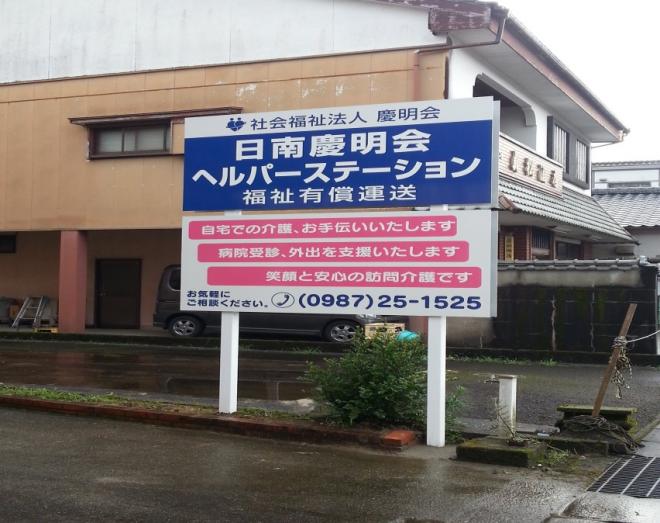 社会福祉法人 慶明会
日南慶明会
ヘルパーステーション
福祉有償運送
自宅での介護、お手伝いいたします
病院受診、外出を支援いたします
笑顔と安心の訪問介護です
お気軽に
ご相談ください。
(0987)25-1525